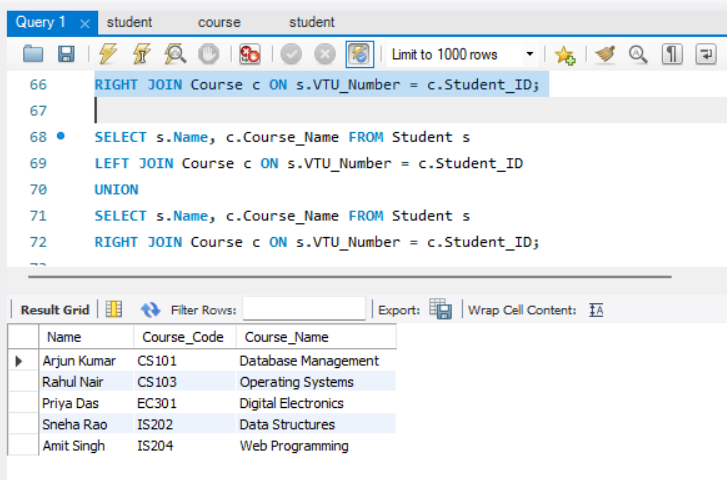 Query 1 × student course student
Limit to 1000 rows
66 RIGHT JOIN Course c ON s.VTU_Number = c.Student_ID;
67
68 SELECT s.Name, c.Course_Name FROM Student s
69 LEFT JOIN Course c ON s.VTU_Number = c.Student_ID
70 UNION
71 SELECT s.Name, c.Course_Name FROM Student s
72 RIGHT JOIN Course c ON s.VTU_Number = c.Student_ID;
Result Grid Filter Rows: Export: Wrap Cell Content:
Name Course_Code Course_Name
Arjun Kumar CS101 Database Management
Rahul Nair CS103 Operating Systems
Priya Das EC301 Digital Electronics
Sneha Rao IS202 Data Structures
Amit Singh IS204 Web Programming